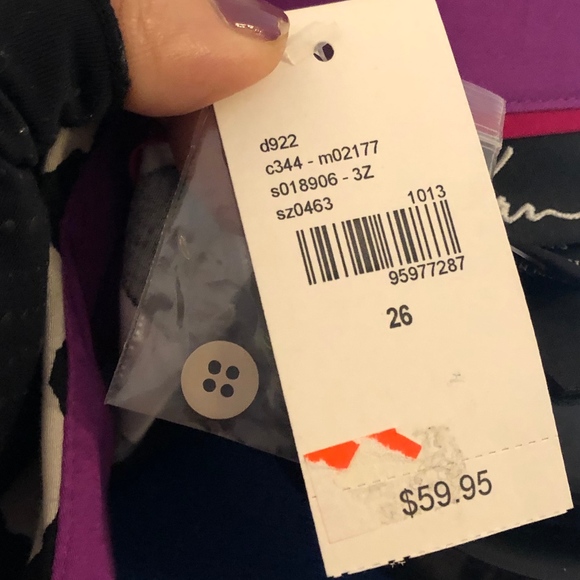 d922
c344 - m02177
s018906 - 3Z
sz0463
1013
95977287
26
$59.95